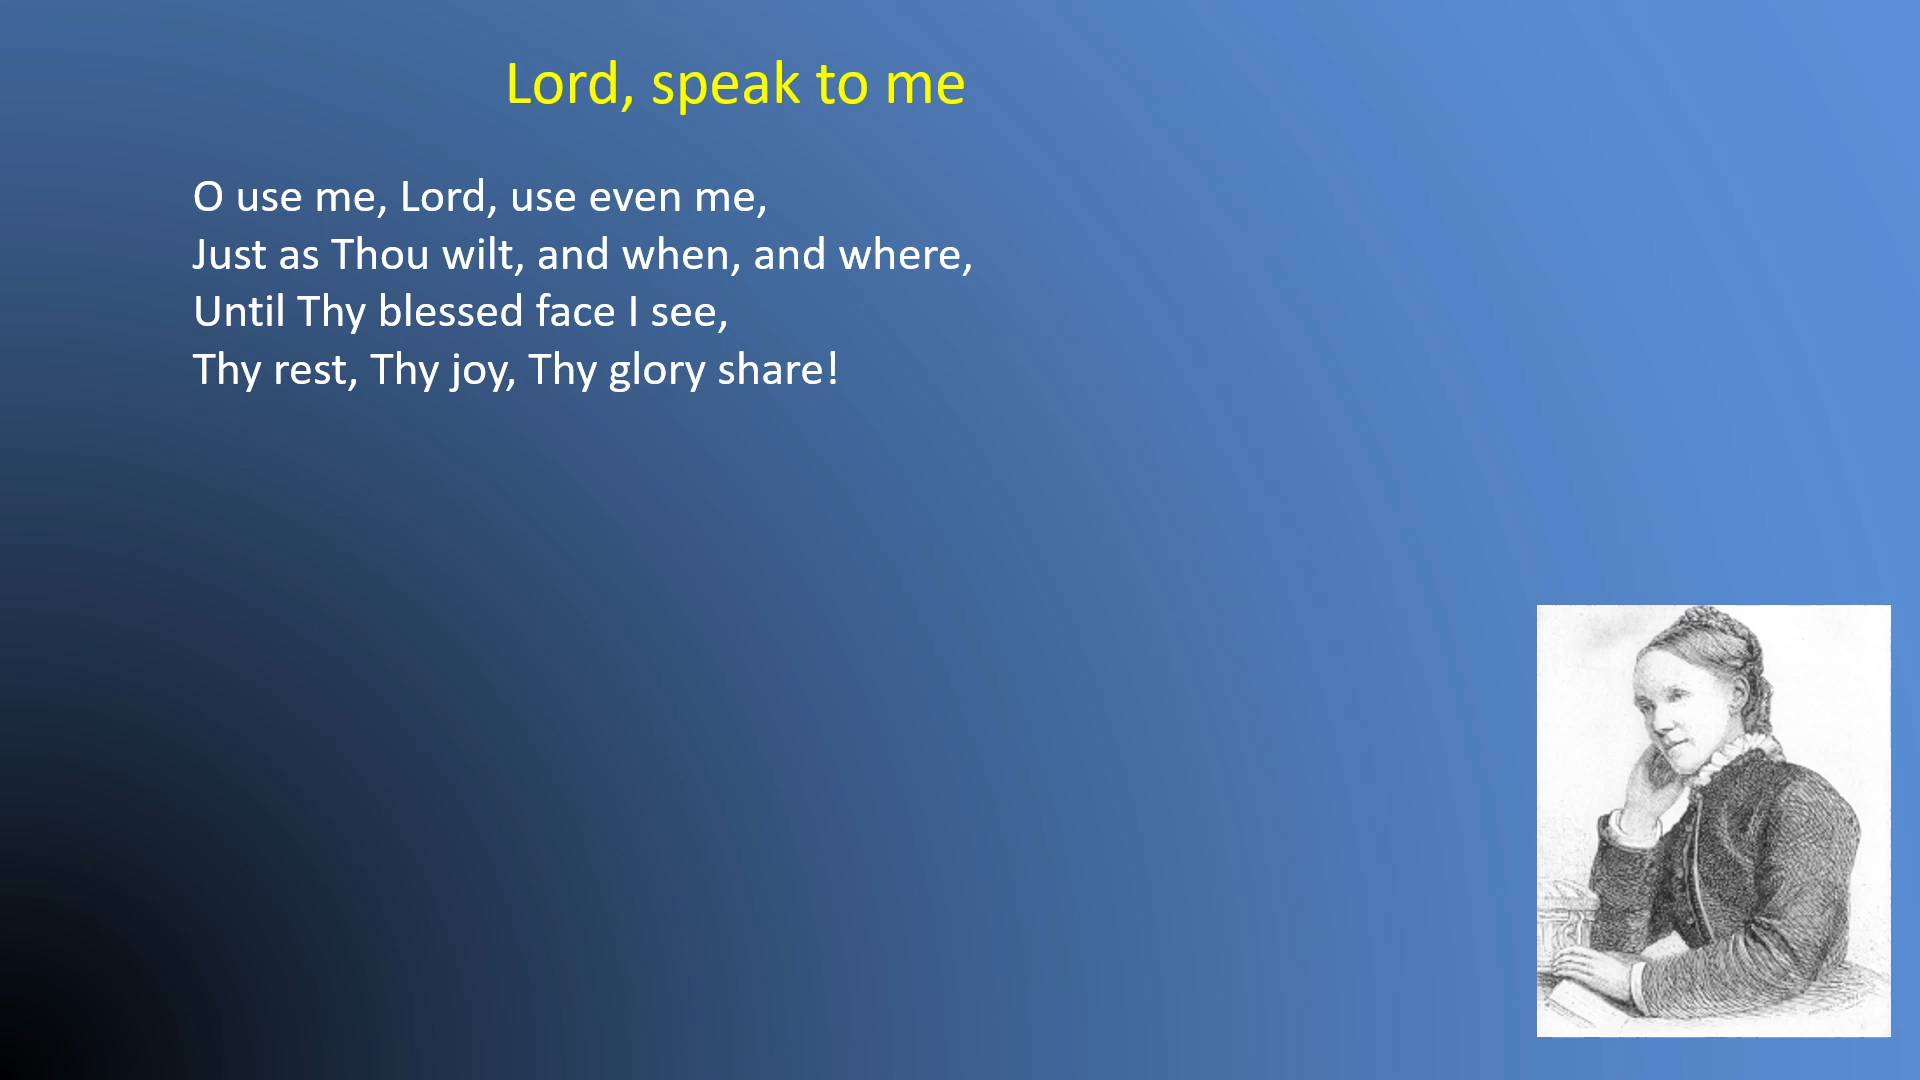 Lord, speak to me
O use me, Lord, use even me,
Just as Thou wilt, and when, and where,
Until Thy blessed face I see,
Thy rest, Thy joy, Thy glory share!